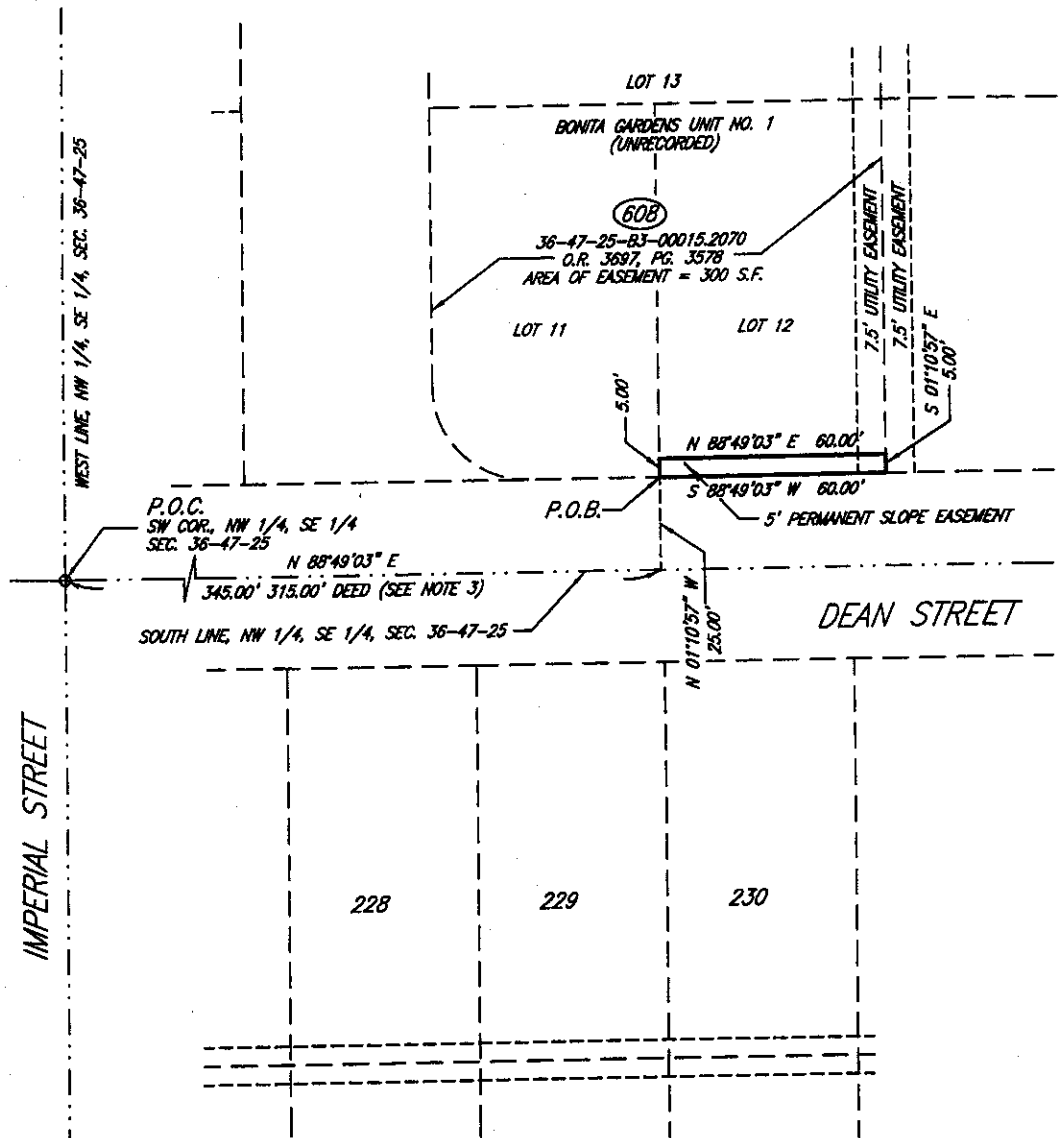 LOT 13
BONITA GARDENS UNIT NO. 1
(UNRECORDED)
WEST LINE, NW 1/4, SE 1/4, SEC. 36-47-25
608
36-47-25-B3-00015.2070
O.R. 3697, PG. 3578
AREA OF EASEMENT = 300 S.F.
7.5' UTILITY EASEMENT
7.5' UTILITY EASEMENT
LOT 11
LOT 12
S 01°10'57" E
5.00'
5.00'
N 88°49'03" E 60.00'
S 88°49'03" W 60.00'
P.O.B.
5' PERMANENT SLOPE EASEMENT
P.O.C.
SW COR., NW 1/4, SE 1/4
SEC. 36-47-25
N 88°49'03" E
345.00' 315.00' DEED (SEE NOTE 3)
SOUTH LINE, NW 1/4, SE 1/4, SEC. 36-47-25
N 01°10'57" W
25.00'
DEAN STREET
IMPERIAL STREET
228
229
230